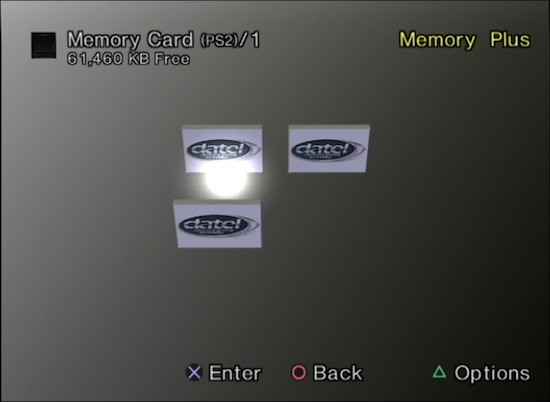 Memory Card (PS2)/1
Memory Plus
61,460 KB Free
datel
datel
datel
Enter
Back
Options